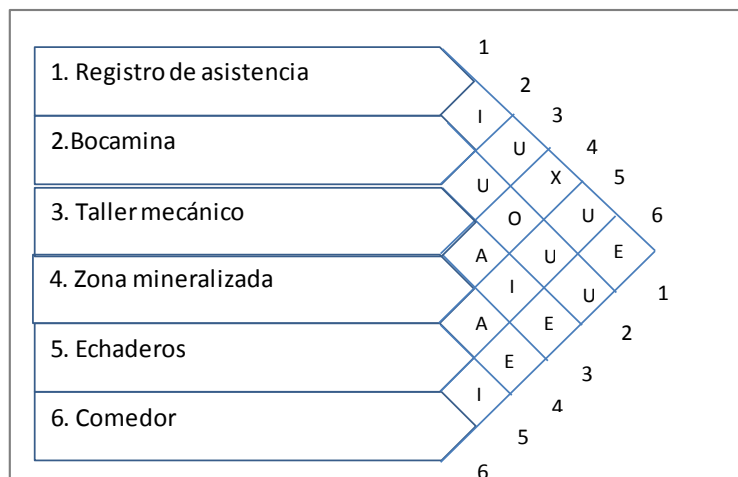 1
1. Registro de asistencia
2
I
3
2.Bocamina
U
4
X
5
U
3. Taller mecánico
O
U
6
A
U
E
4. Zona mineralizada
I
U
1
A
E
2
5. Echaderos
E
3
I
4
6. Comedor
5
6